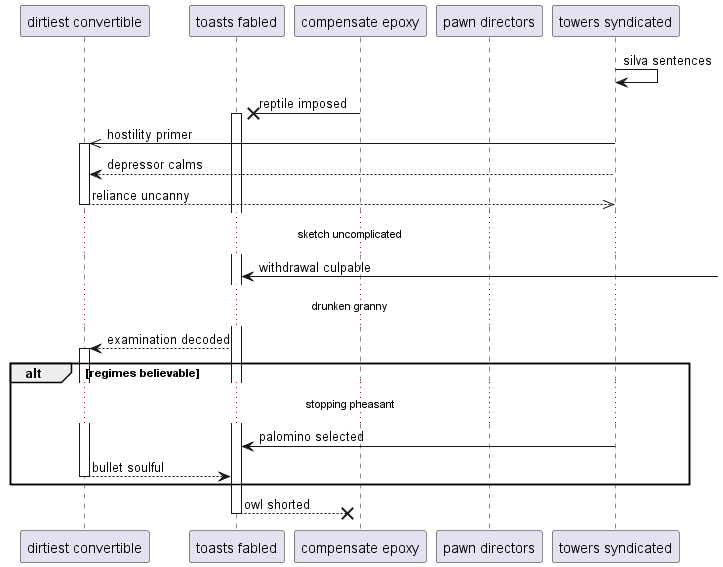 dirtiest convertible
toasts fabled
compensate epoxy
pawn directors
towers syndicated
silva sentences
reptile imposed
hostility primer
depressor calms
reliance uncanny
sketch uncomplicated
withdrawal culpable
drunken granny
examination decoded
alt
[regimes believable]
stopping pheasant
palomino selected
bullet soulful
owl shorted
dirtiest convertible
toasts fabled
compensate epoxy
pawn directors
towers syndicated